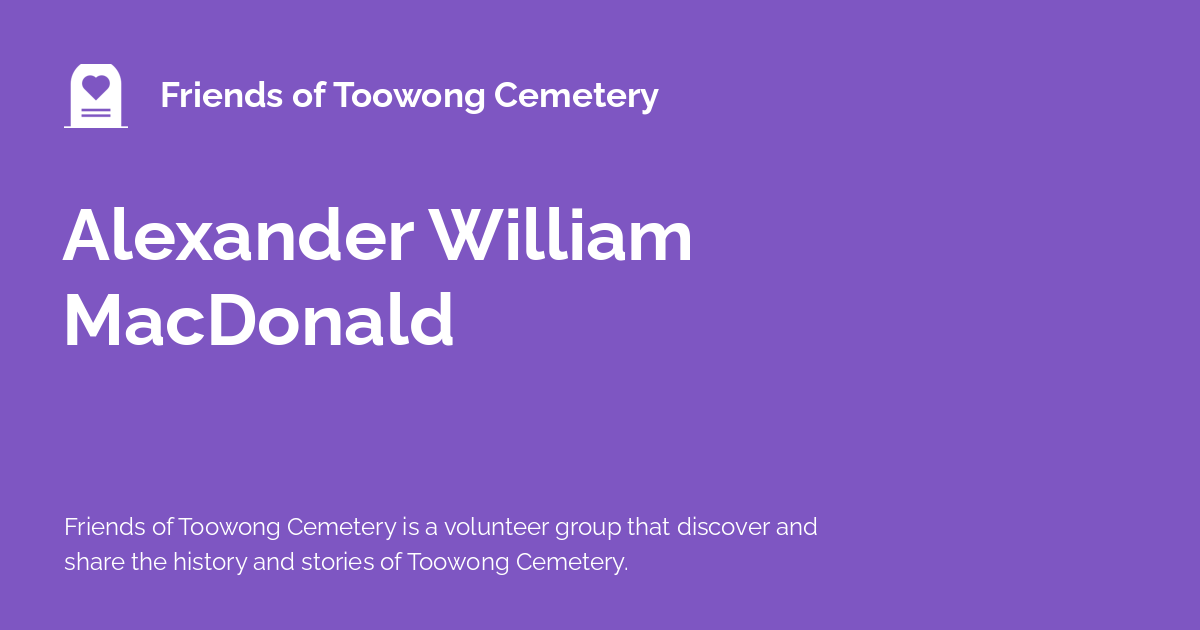 Friends of Toowong Cemetery
Alexander William
MacDonald
Friends of Toowong Cemetery is a volunteer group that discover and
share the history and stories of Toowong Cemetery.